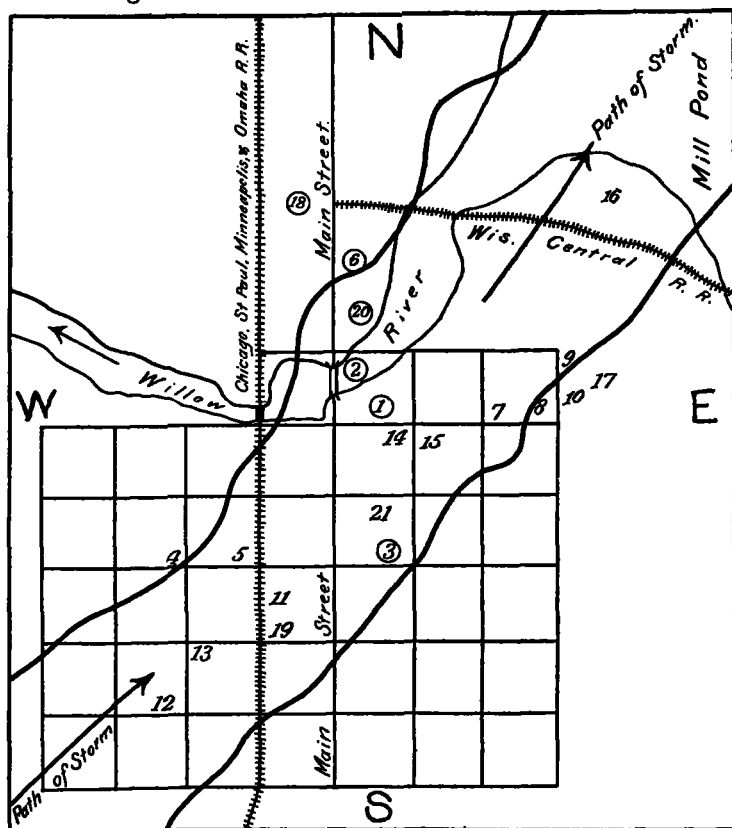 N
Path of Storm.
Mill Pond
Chicago, St Paul, Minneapolis, & Omaha R.R.
Main Street
16
18
Wis. Central R. R.
6
20
River
Willow
2
9
17
W
1
7
8
10
E
14
15
21
4
5
3
11
Street
19
13
12
Main
Path of Storm
S